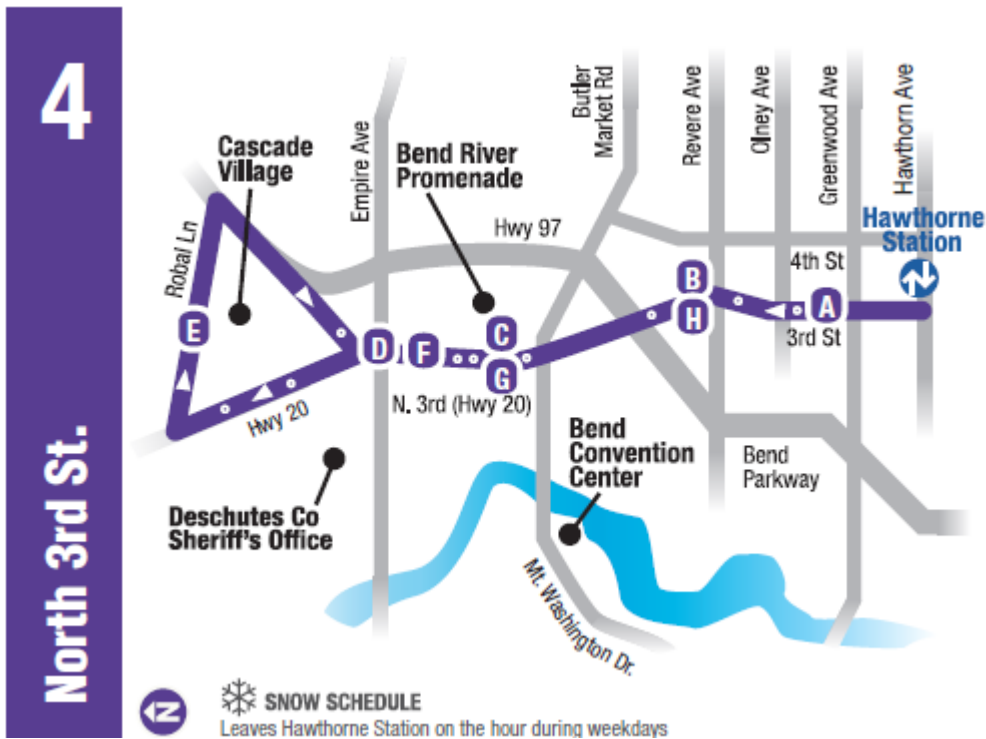 4
North 3rd St.
Cascade
Village
Bend River
Promenade
Empire Ave
Butler
Market Rd
Revere Ave
Olney Ave
Greenwood Ave
Hawthorn Ave
Hawthorne
Station
Hwy 97
4th St
3rd St
Robal Ln
A
B
H
C
G
D
F
E
Hwy 20
N. 3rd (Hwy 20)
Bend
Convention
Center
Bend
Parkway
Deschutes Co
Sheriff's Office
Mt. Washington Dr.
N
SNOW SCHEDULE
Leaves Hawthorne Station on the hour during weekdays